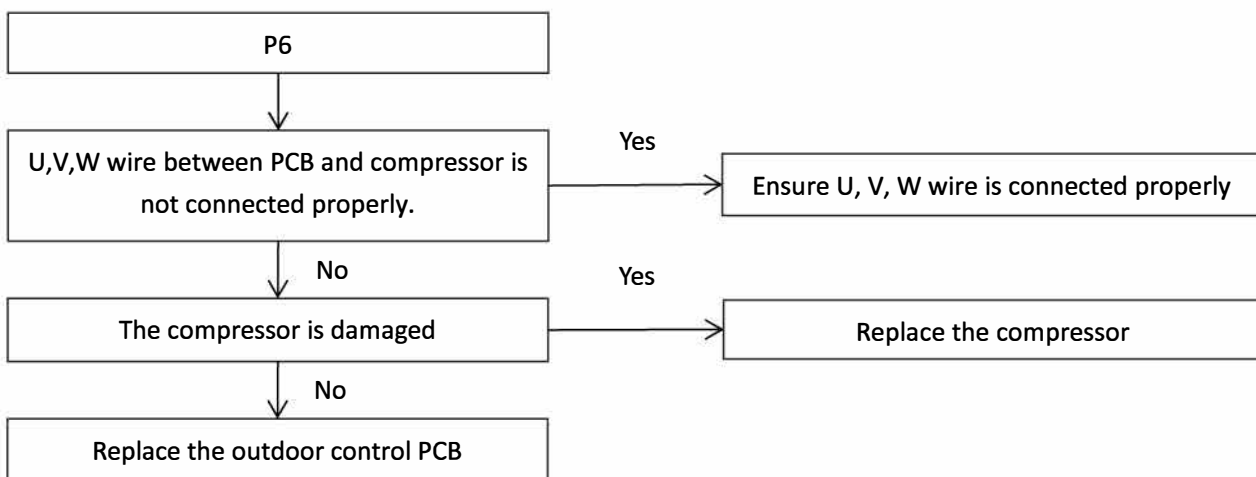 P6
U,V,W wire between PCB and compressor is
not connected properly.
Yes
Ensure U, V, W wire is connected properly
No
The compressor is damaged
Yes
Replace the compressor
No
Replace the outdoor control PCB